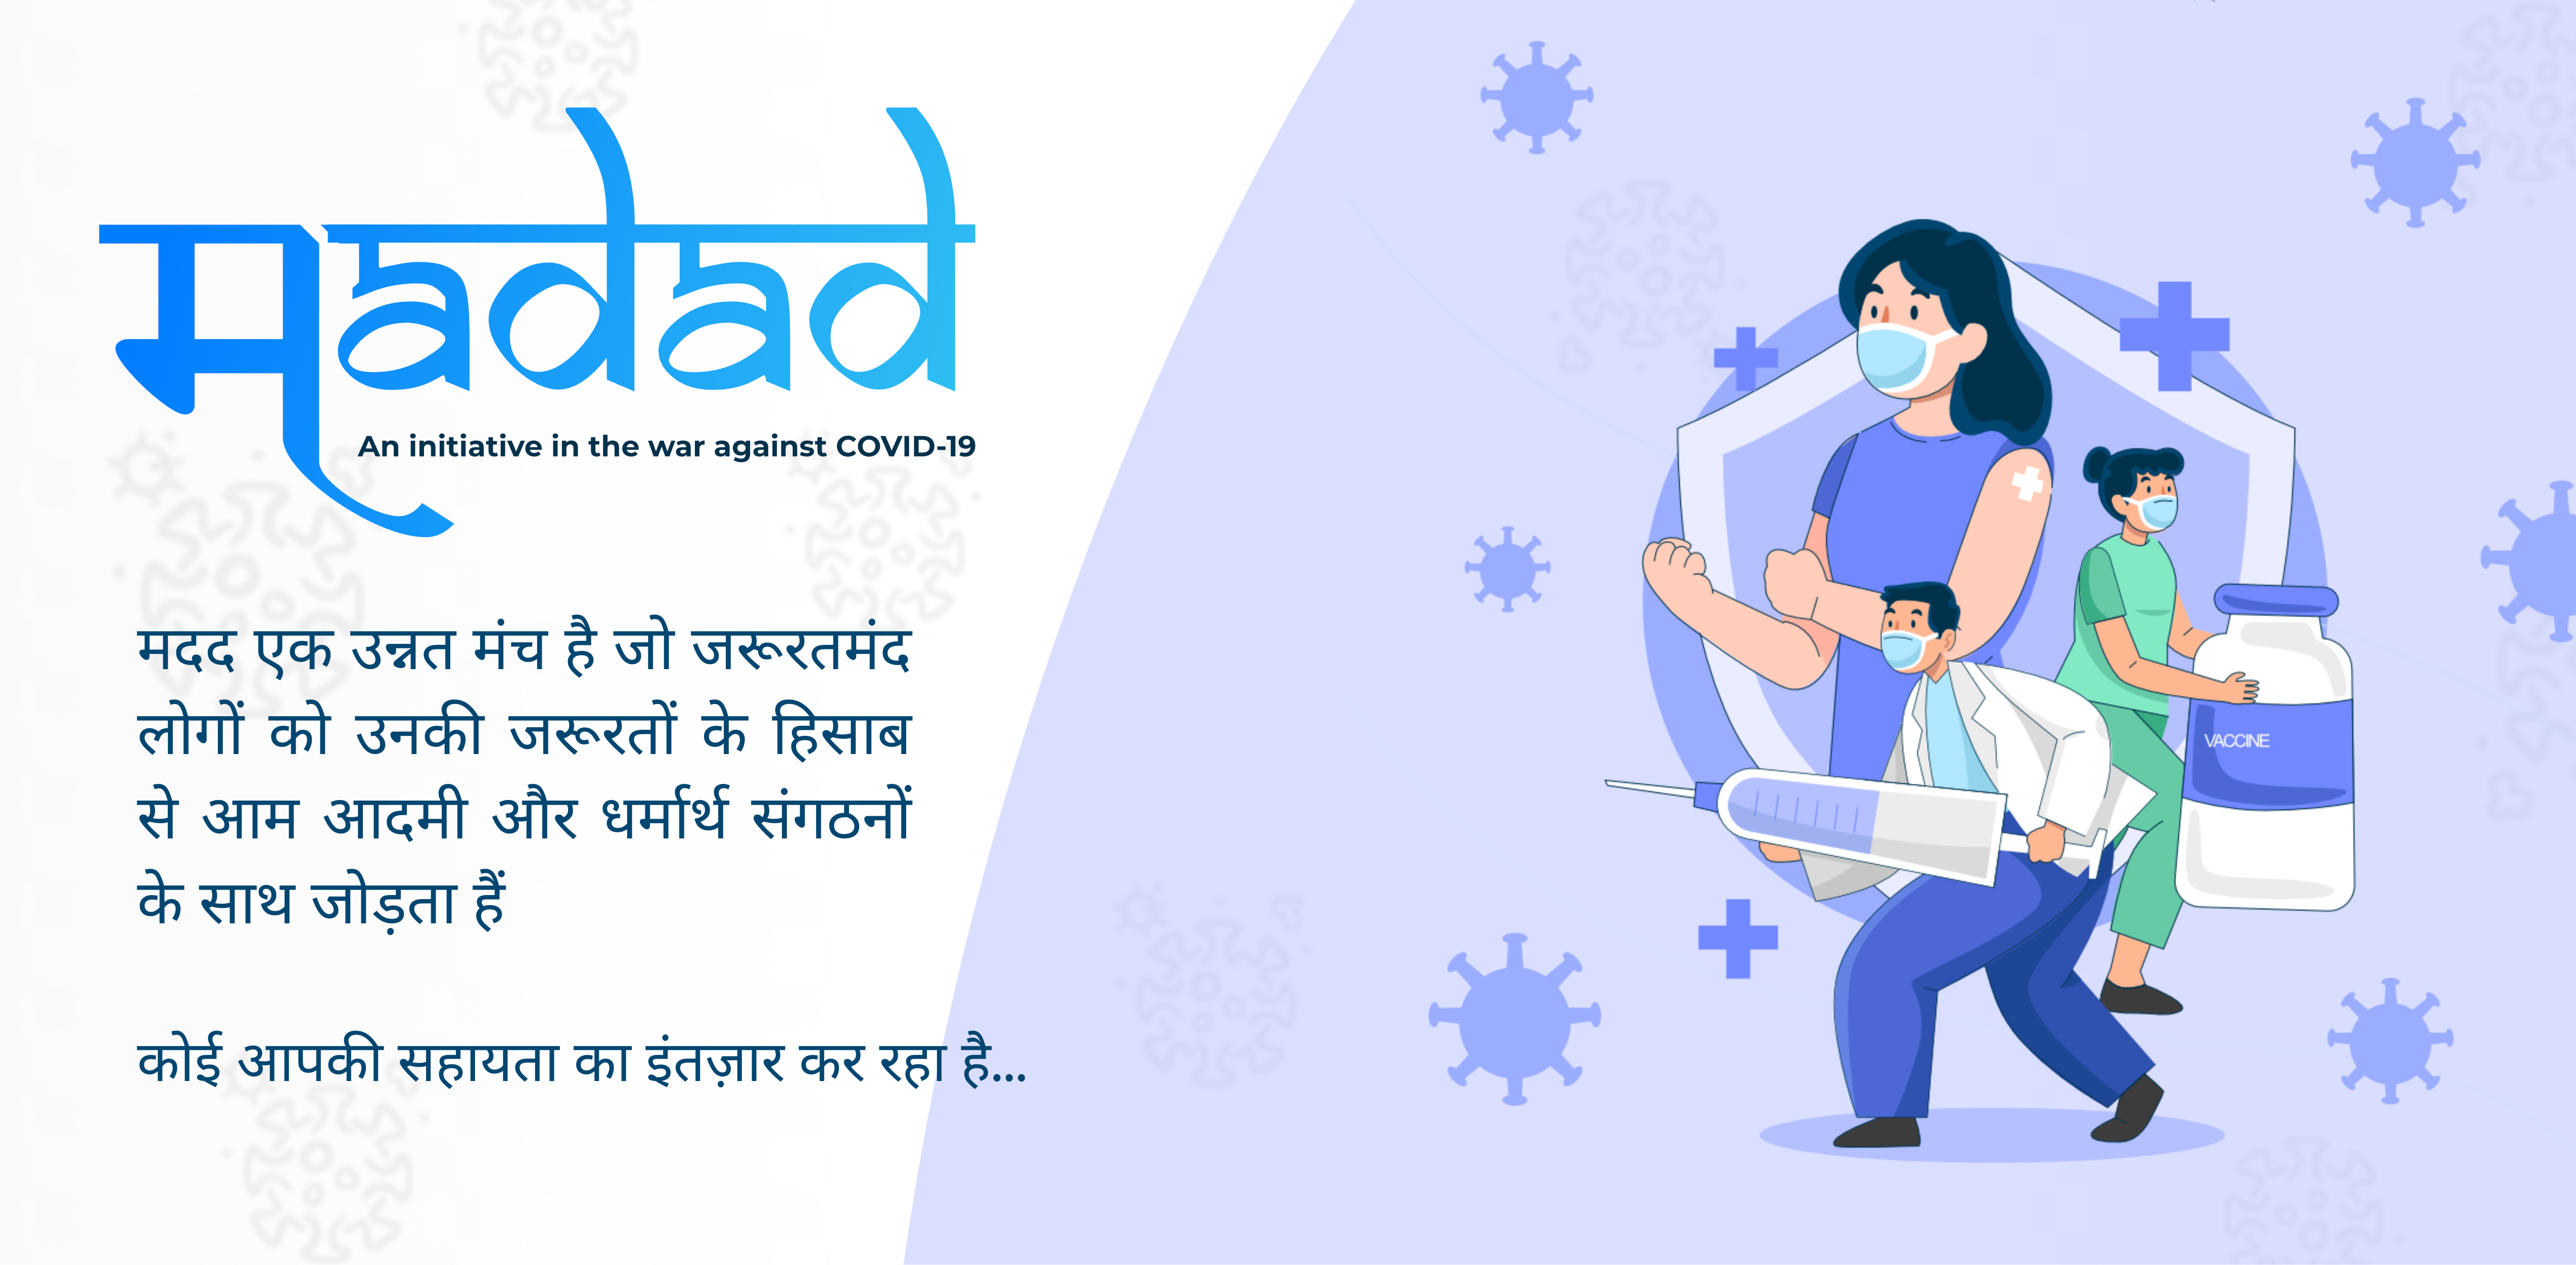 मadad
An initiative in the war against COVID-19
मदद एक उन्नत मंच है जो जरूरतमंद
लोगों को उनकी जरूरतों के हिसाब
से आम आदमी और धर्मार्थ संगठनों
के साथ जोड़ता हैं
कोई आपकी सहायता का इंतज़ार कर रहा है...
VACCINE